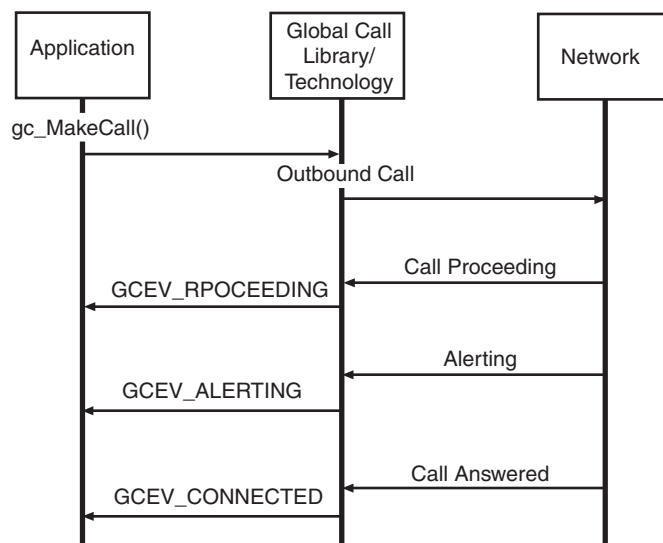 Application
Global Call
Library/
Technology
Network
gc_MakeCall()
Outbound Call
Call Proceeding
GCEV_RPOCEEDING
Alerting
GCEV_ALERTING
Call Answered
GCEV_CONNECTED